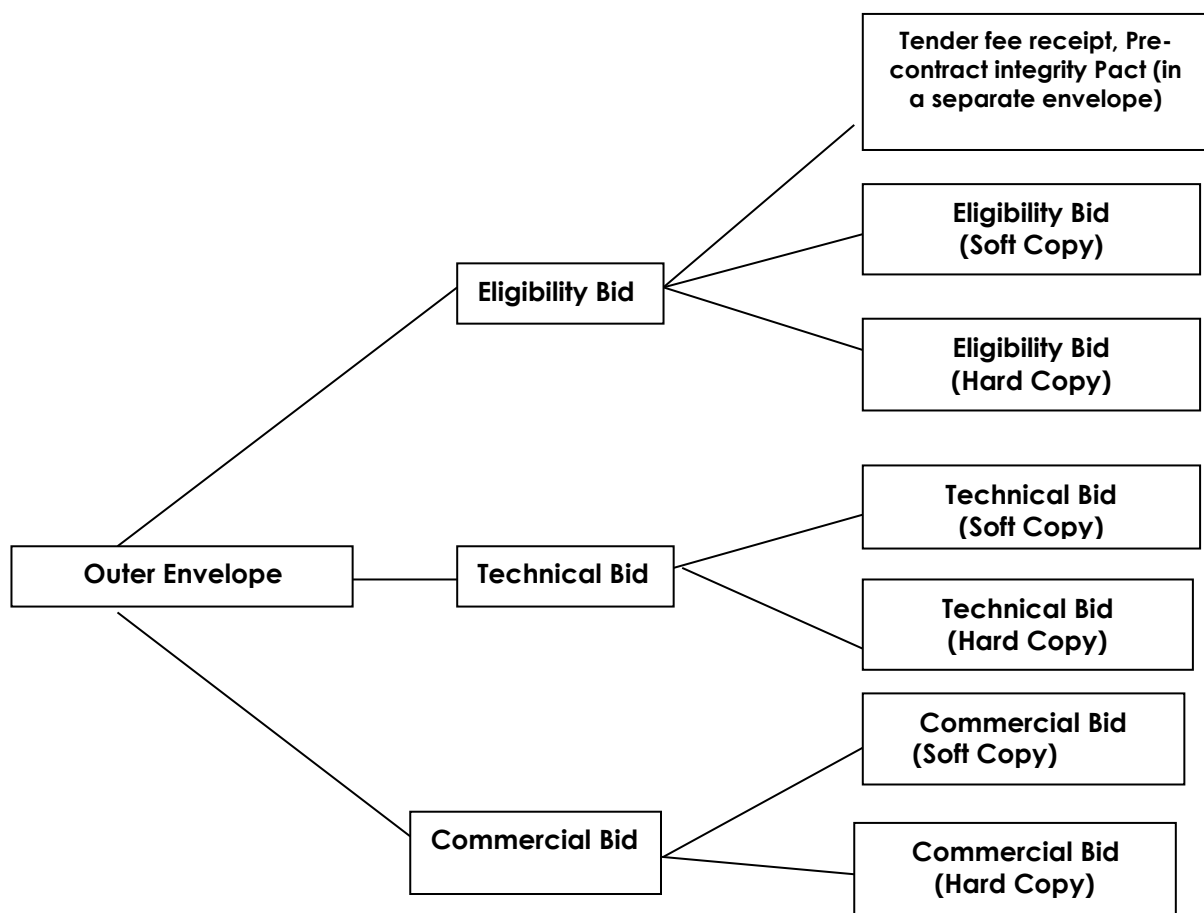 Tender fee receipt, Pre-
contract integrity Pact (in
a separate envelope)
Eligibility Bid
(Soft Copy)
Eligibility Bid
Eligibility Bid
(Hard Copy)
Technical Bid
(Soft Copy)
Outer Envelope
Technical Bid
Technical Bid
(Hard Copy)
Commercial Bid
(Soft Copy)
Commercial Bid
Commercial Bid
(Hard Copy)